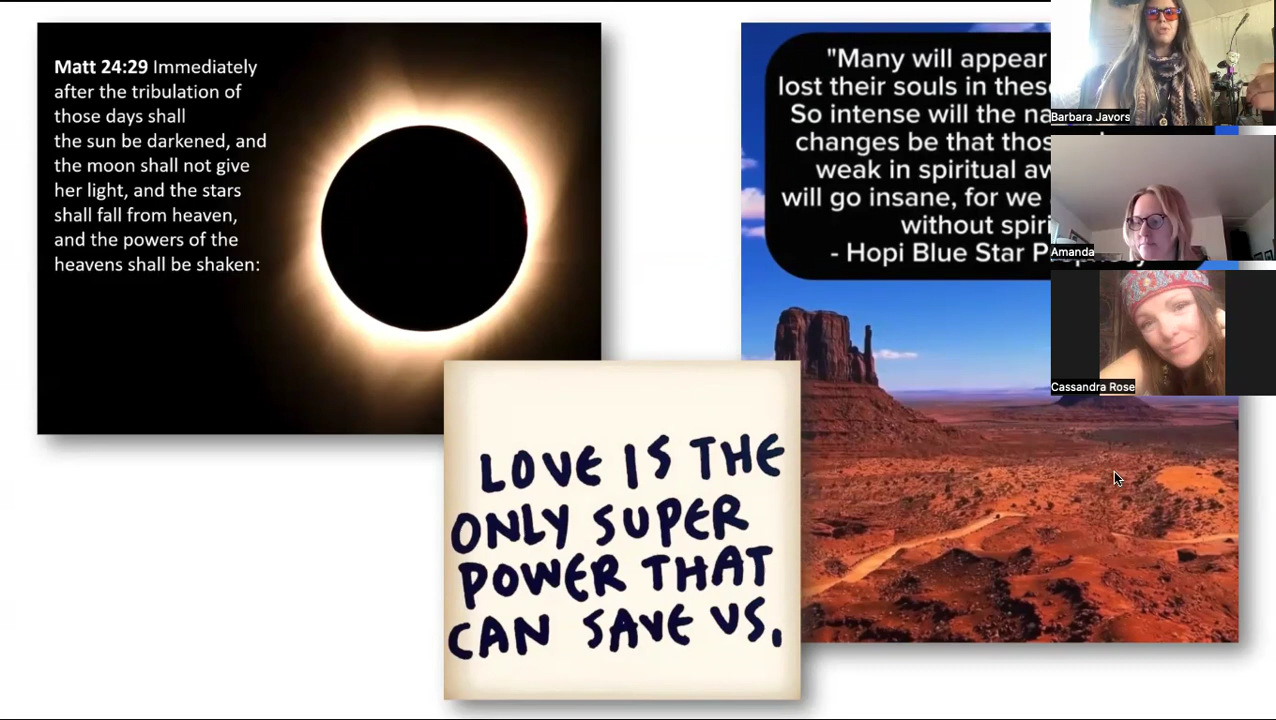 Matt 24:29 Immediately
after the tribulation of
those days shall
the sun be darkened, and
the moon shall not give
her light, and the stars
shall fall from heaven,
and the powers of the
heavens shall be shaken:
"Many will appear
lost their souls in these
So intense will the
changes be that
weak in spiritual
will go insane, for we
without
- Hopi Blue Star
LOVE IS THE
ONLY SUPER
POWER THAT
CAN SAVE US.
Barbara Javors
Amanda
Cassandra Rose